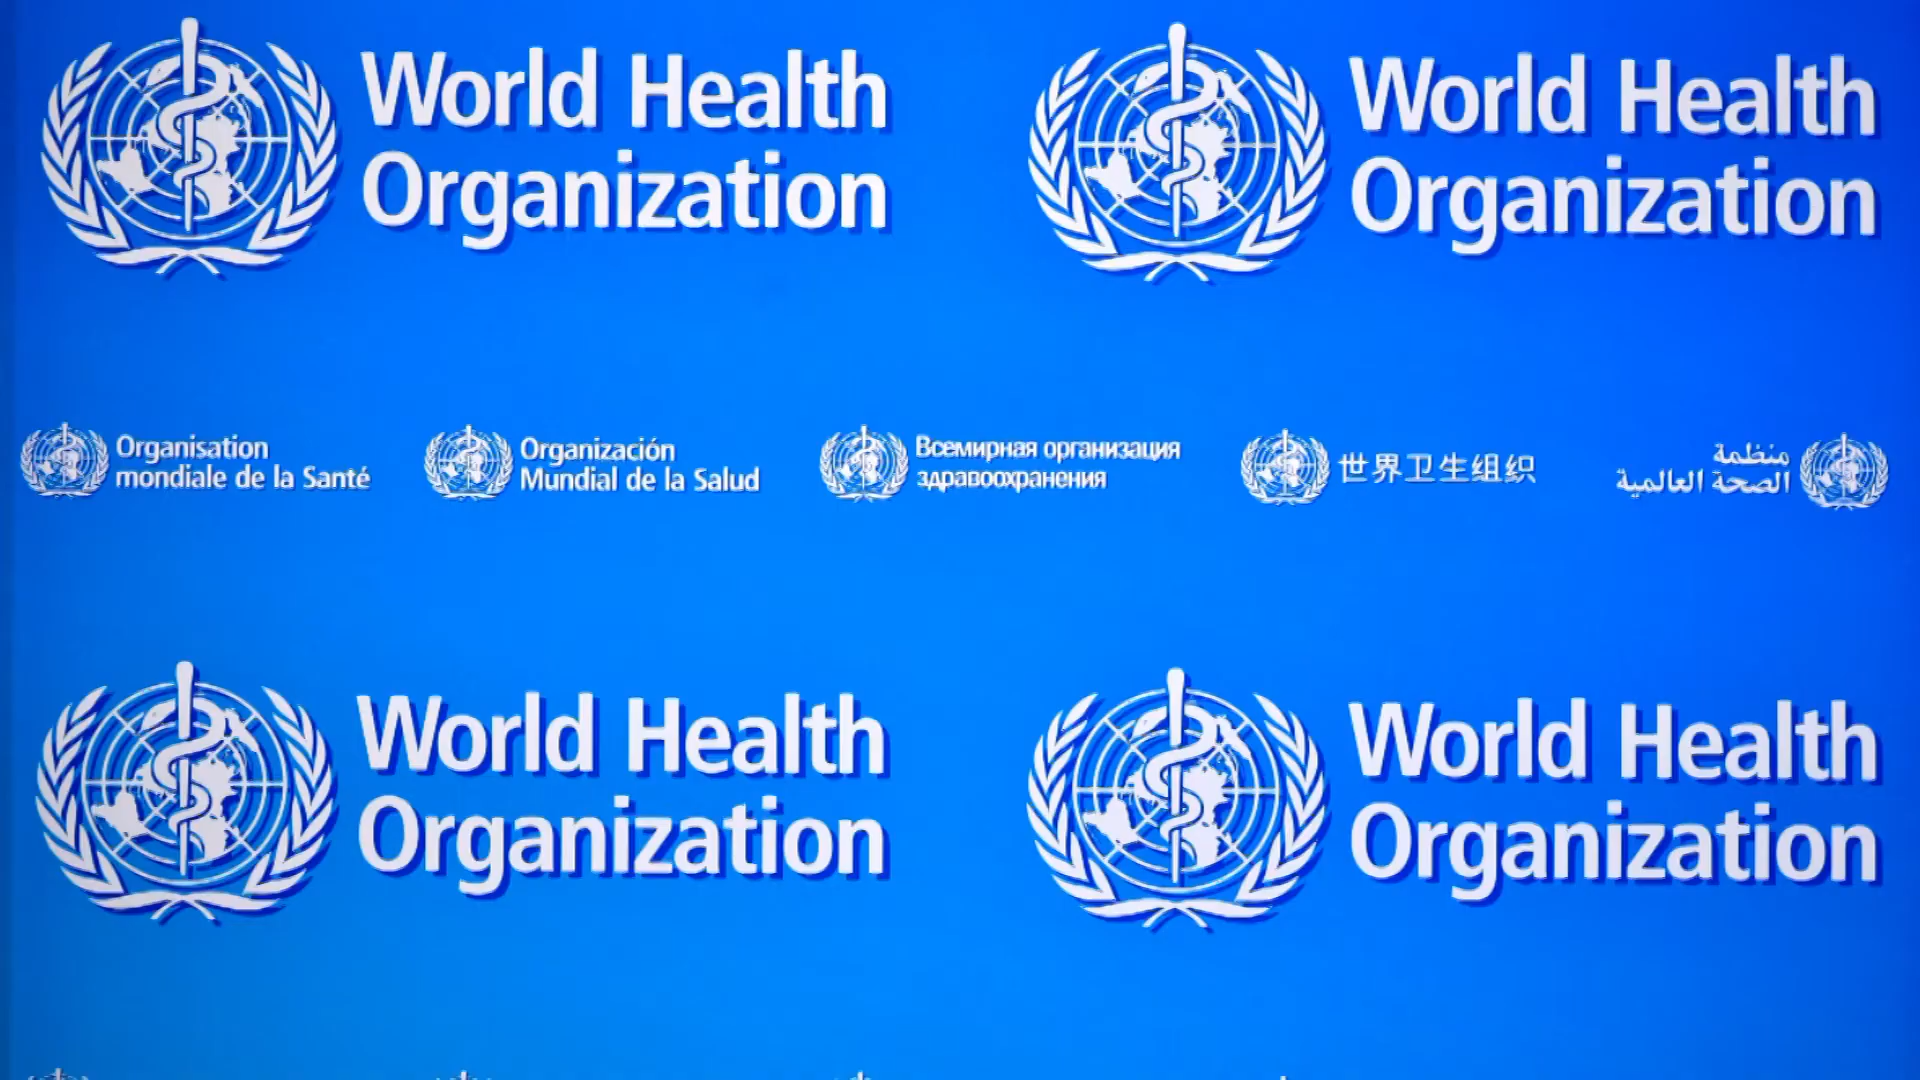 World Health
Organization
World Health
Organization
Organisation
mondiale de la Santé
Organización
Mundial de la Salud
Всемирная организация
здравоохранения
世界卫生组织
منظمة
الصحة العالمية
World Health
Organization
World Health
Organization